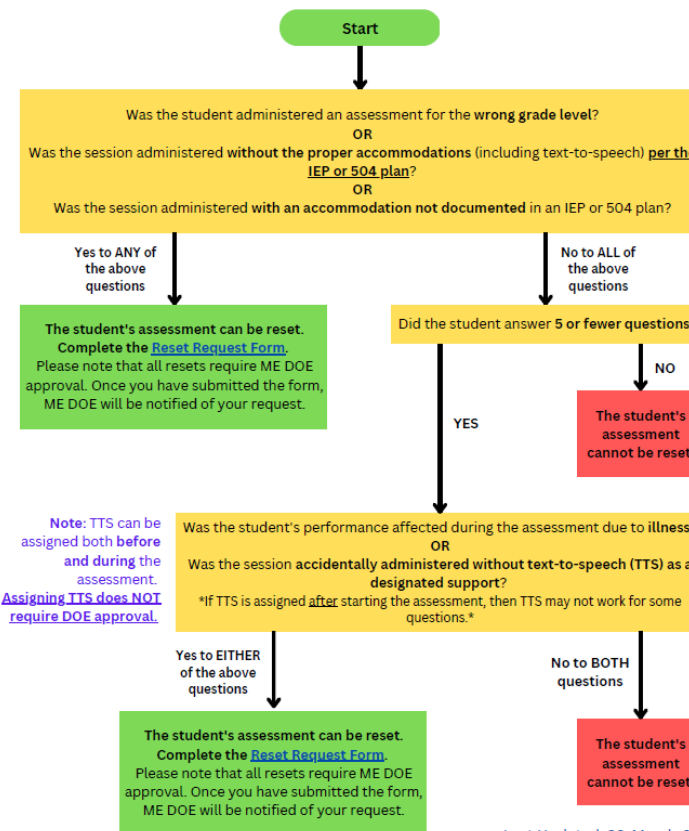 Start
Was the student administered an assessment for the wrong grade level?
OR
Was the session administered without the proper accommodations (including text-to-speech) per the
IEP or 504 plan?
OR
Was the session administered with an accommodation not documented in an IEP or 504 plan?
Yes to ANY of
the above
questions
No to ALL of
the above
questions
The student's assessment can be reset.
Complete the Reset Request Form.
Please note that all resets require ME DOE
approval. Once you have submitted the form,
ME DOE will be notified of your request.
Did the student answer 5 or fewer questions
NO
The student's
assessment
cannot be reset
YES
Note: TTS can be
assigned both before
and during the
assessment.
Assigning TTS does NOT
require DOE approval.
Was the student's performance affected during the assessment due to illness
OR
Was the session accidentally administered without text-to-speech (TTS) as a
designated support?
*If TTS is assigned after starting the assessment, then TTS may not work for some
questions.*
Yes to EITHER
of the above
questions
No to BOTH
questions
The student's assessment can be reset.
Complete the Reset Request Form.
Please note that all resets require ME DOE
approval. Once you have submitted the form,
ME DOE will be notified of your request.
The student's
assessment
cannot be reset